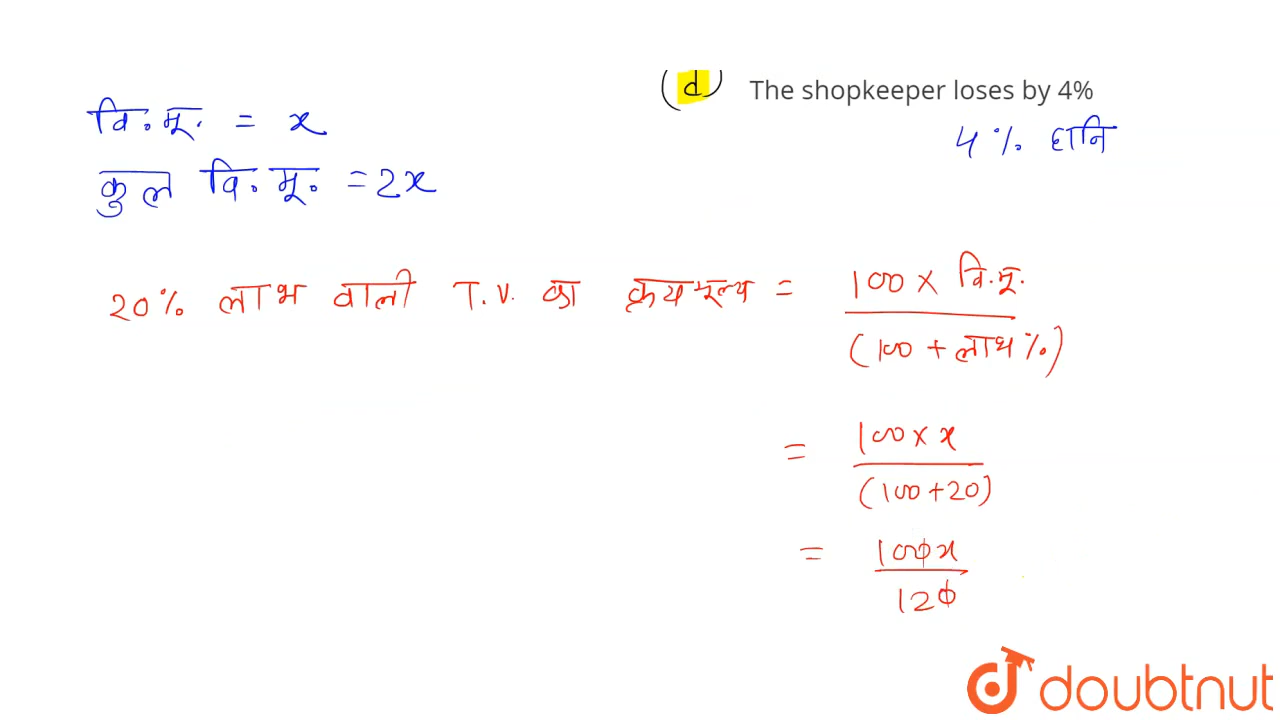 (d) The shopkeeper loses by 4%
4 % हानि
वि.मू. = x
कुल वि.मू. = 2x
20% लाभ वाली T.V. का क्रयमूल्य = 100 × वि.मू.
(100 + लाभ %)
= 100 × x
(100 + 20)
= 100x
120
doubtnut